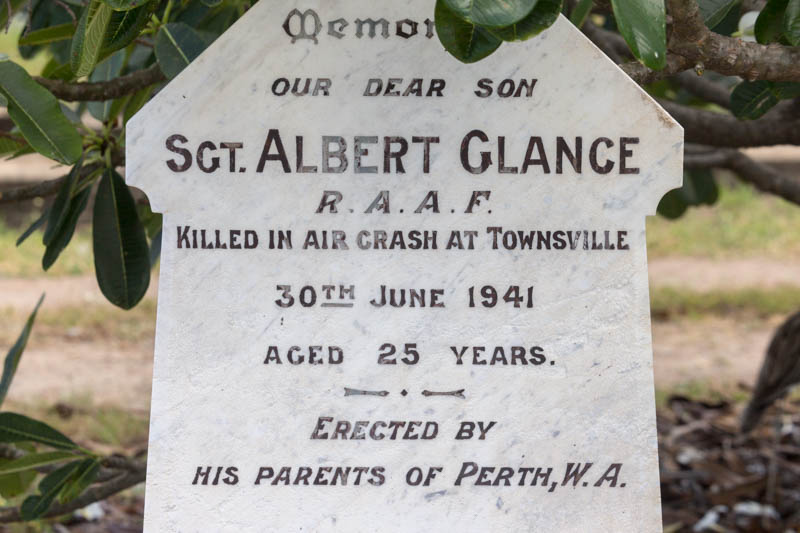 Memor
OUR DEAR SON
SGT. ALBERT GLANCE
R.A.A.F.
KILLED IN AIR CRASH AT TOWNSVILLE
30TH JUNE 1941
AGED 25 YEARS.
ERECTED BY
HIS PARENTS OF PERTH, W.A.